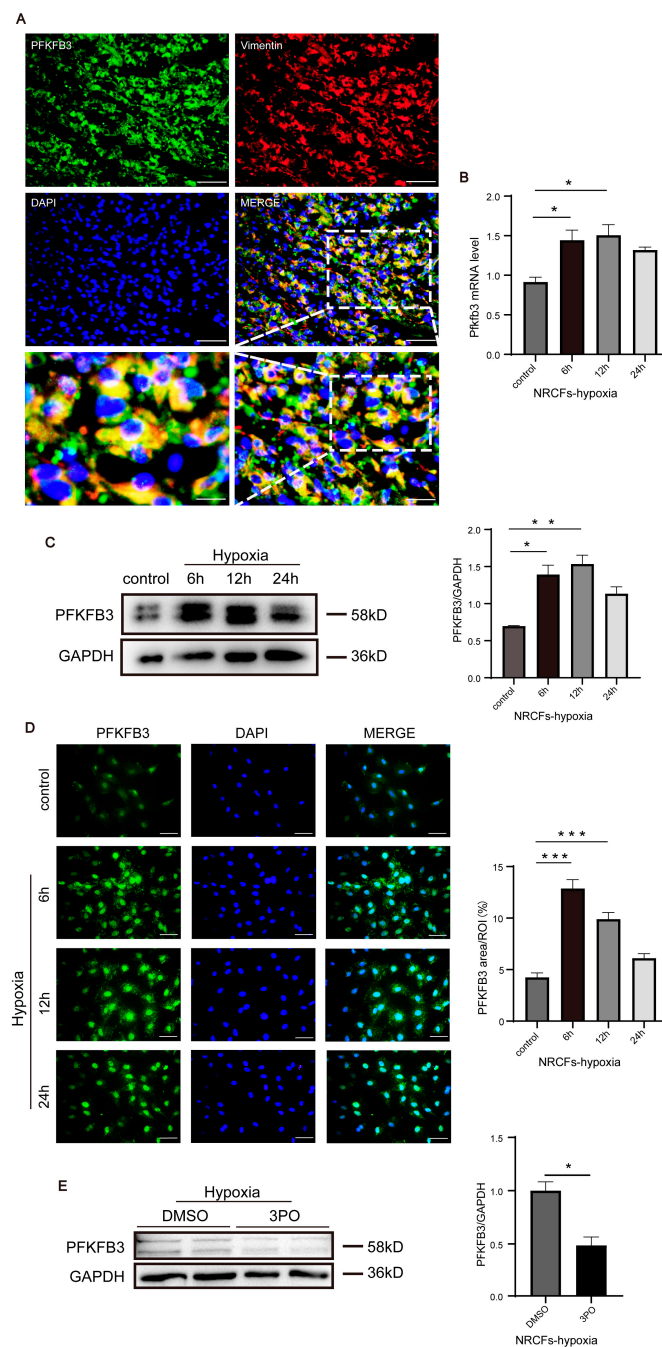 A
PFKFB3
Vimentin
DAPI
MERGE
B
*
*
Pfkfb3 mRNA level
2.0
1.5
1.0
0.5
0.0
control
6h
12h
24h
NRCFs-hypoxia
C
Hypoxia
control 6h 12h 24h
PFKFB3
58kD
GAPDH
36kD
* *
*
PFKFB3/GAPDH
2.0
1.5
1.0
0.5
0.0
control
6h
12h
24h
NRCFs-hypoxia
D
PFKFB3 DAPI MERGE
control
Hypoxia
6h
12h
24h
***
***
PFKFB3 area/ROI (%)
15
10
5
0
control
6h
12h
24h
NRCFs-hypoxia
E
Hypoxia
DMSO 3PO
PFKFB3
58kD
GAPDH
36kD
*
PFKFB3/GAPDH
1.5
1.0
0.5
0.0
DMSO
3PO
NRCFs-hypoxia